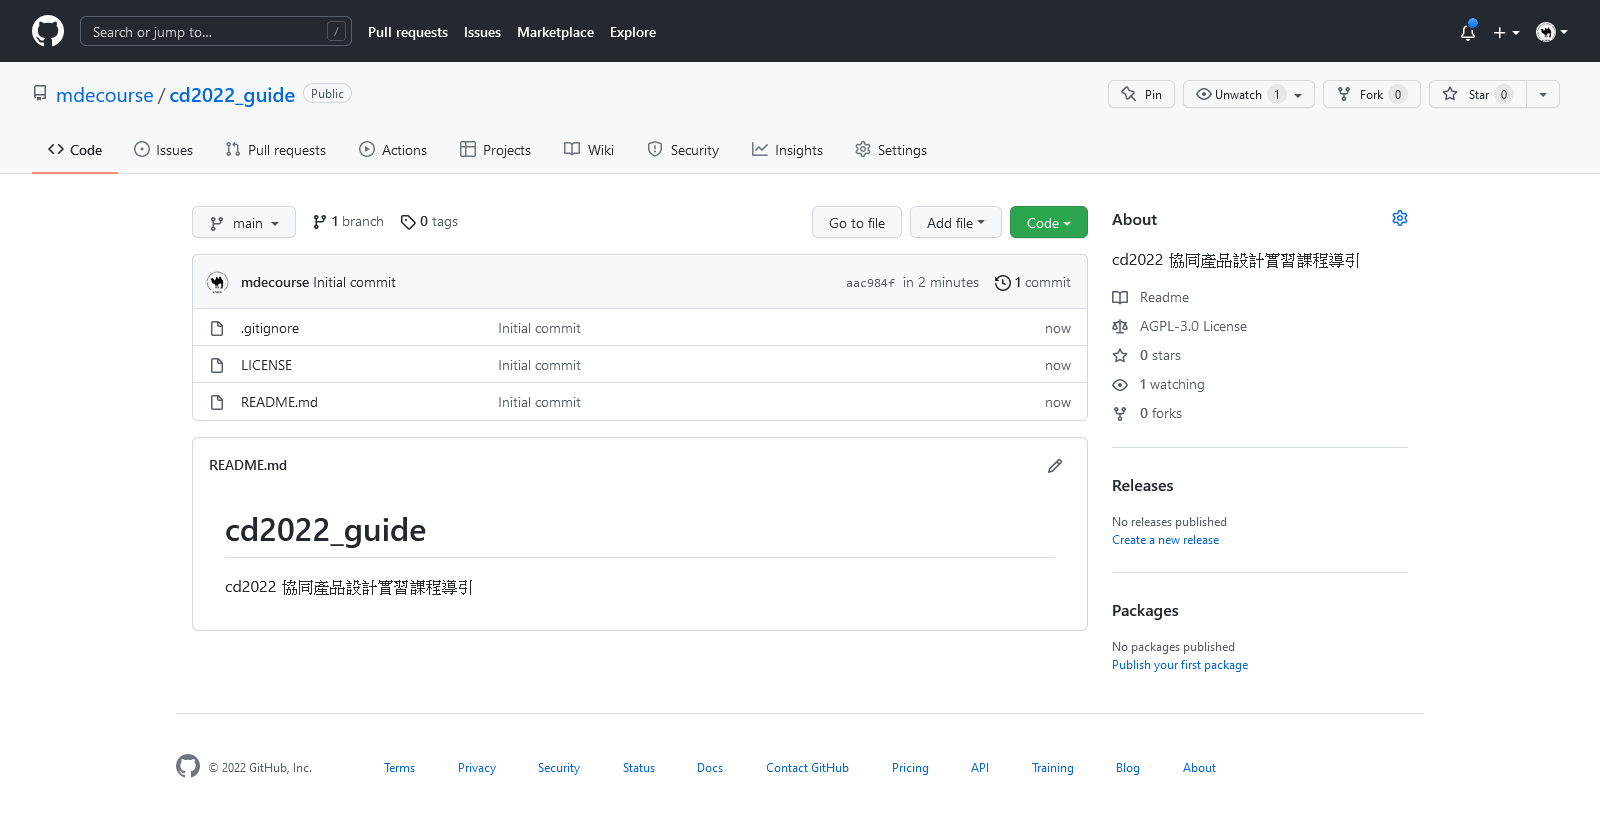 Search or jump to... /
Pull requests Issues Marketplace Explore
mdecourse / cd2022_guide Public
Pin Unwatch 1 Fork 0 Star 0
Code Issues Pull requests Actions Projects Wiki Security Insights Settings
main 1 branch 0 tags Go to file Add file Code
mdecourse Initial commit aac984f in 2 minutes 1 commit
.gitignore Initial commit now
LICENSE Initial commit now
README.md Initial commit now
README.md
cd2022_guide
cd2022 協同產品設計實習課程導引
About
cd2022 協同產品設計實習課程導引
Readme
AGPL-3.0 License
0 stars
1 watching
0 forks
Releases
No releases published
Create a new release
Packages
No packages published
Publish your first package
© 2022 GitHub, Inc. Terms Privacy Security Status Docs Contact GitHub Pricing API Training Blog About